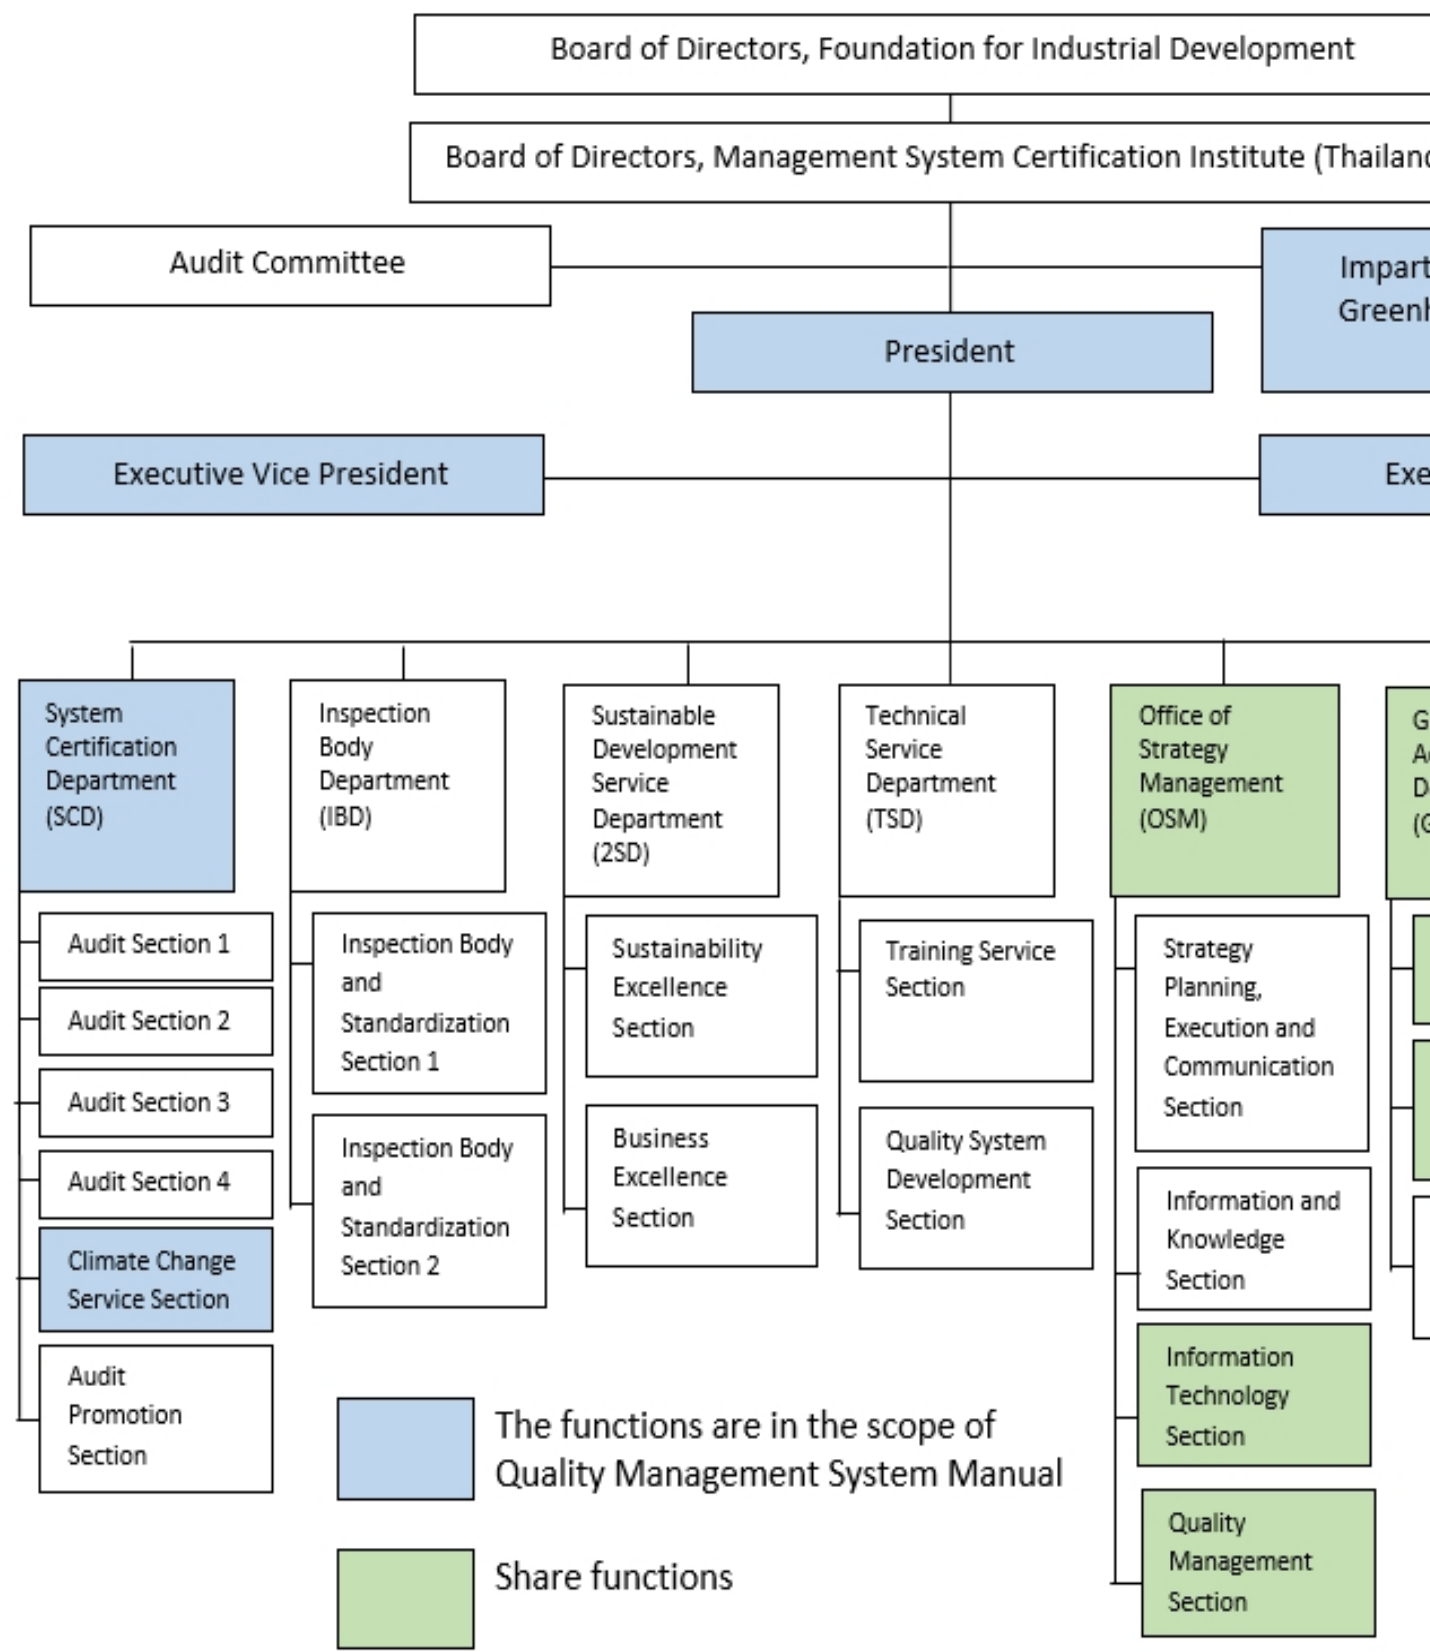 Board of Directors, Foundation for Industrial Development
Board of Directors, Management System Certification Institute
Audit Committee
President
Executive Vice President
System
Certification
Department
(SCD)
Audit Section 1
Audit Section 2
Audit Section 3
Audit Section 4
Climate Change
Service Section
Audit
Promotion
Section
Inspection
Body
Department
(IBD)
Inspection Body
and
Standardization
Section 1
Inspection Body
and
Standardization
Section 2
Sustainable
Development
Service
Department
(2SD)
Sustainability
Excellence
Section
Business
Excellence
Section
Technical
Service
Department
(TSD)
Training Service
Section
Quality System
Development
Section
Office of
Strategy
Management
(OSM)
Strategy
Planning,
Execution and
Communication
Section
Information and
Knowledge
Section
Information
Technology
Section
Quality
Management
Section
The functions are in the scope of
Quality Management System Manual
Share functions